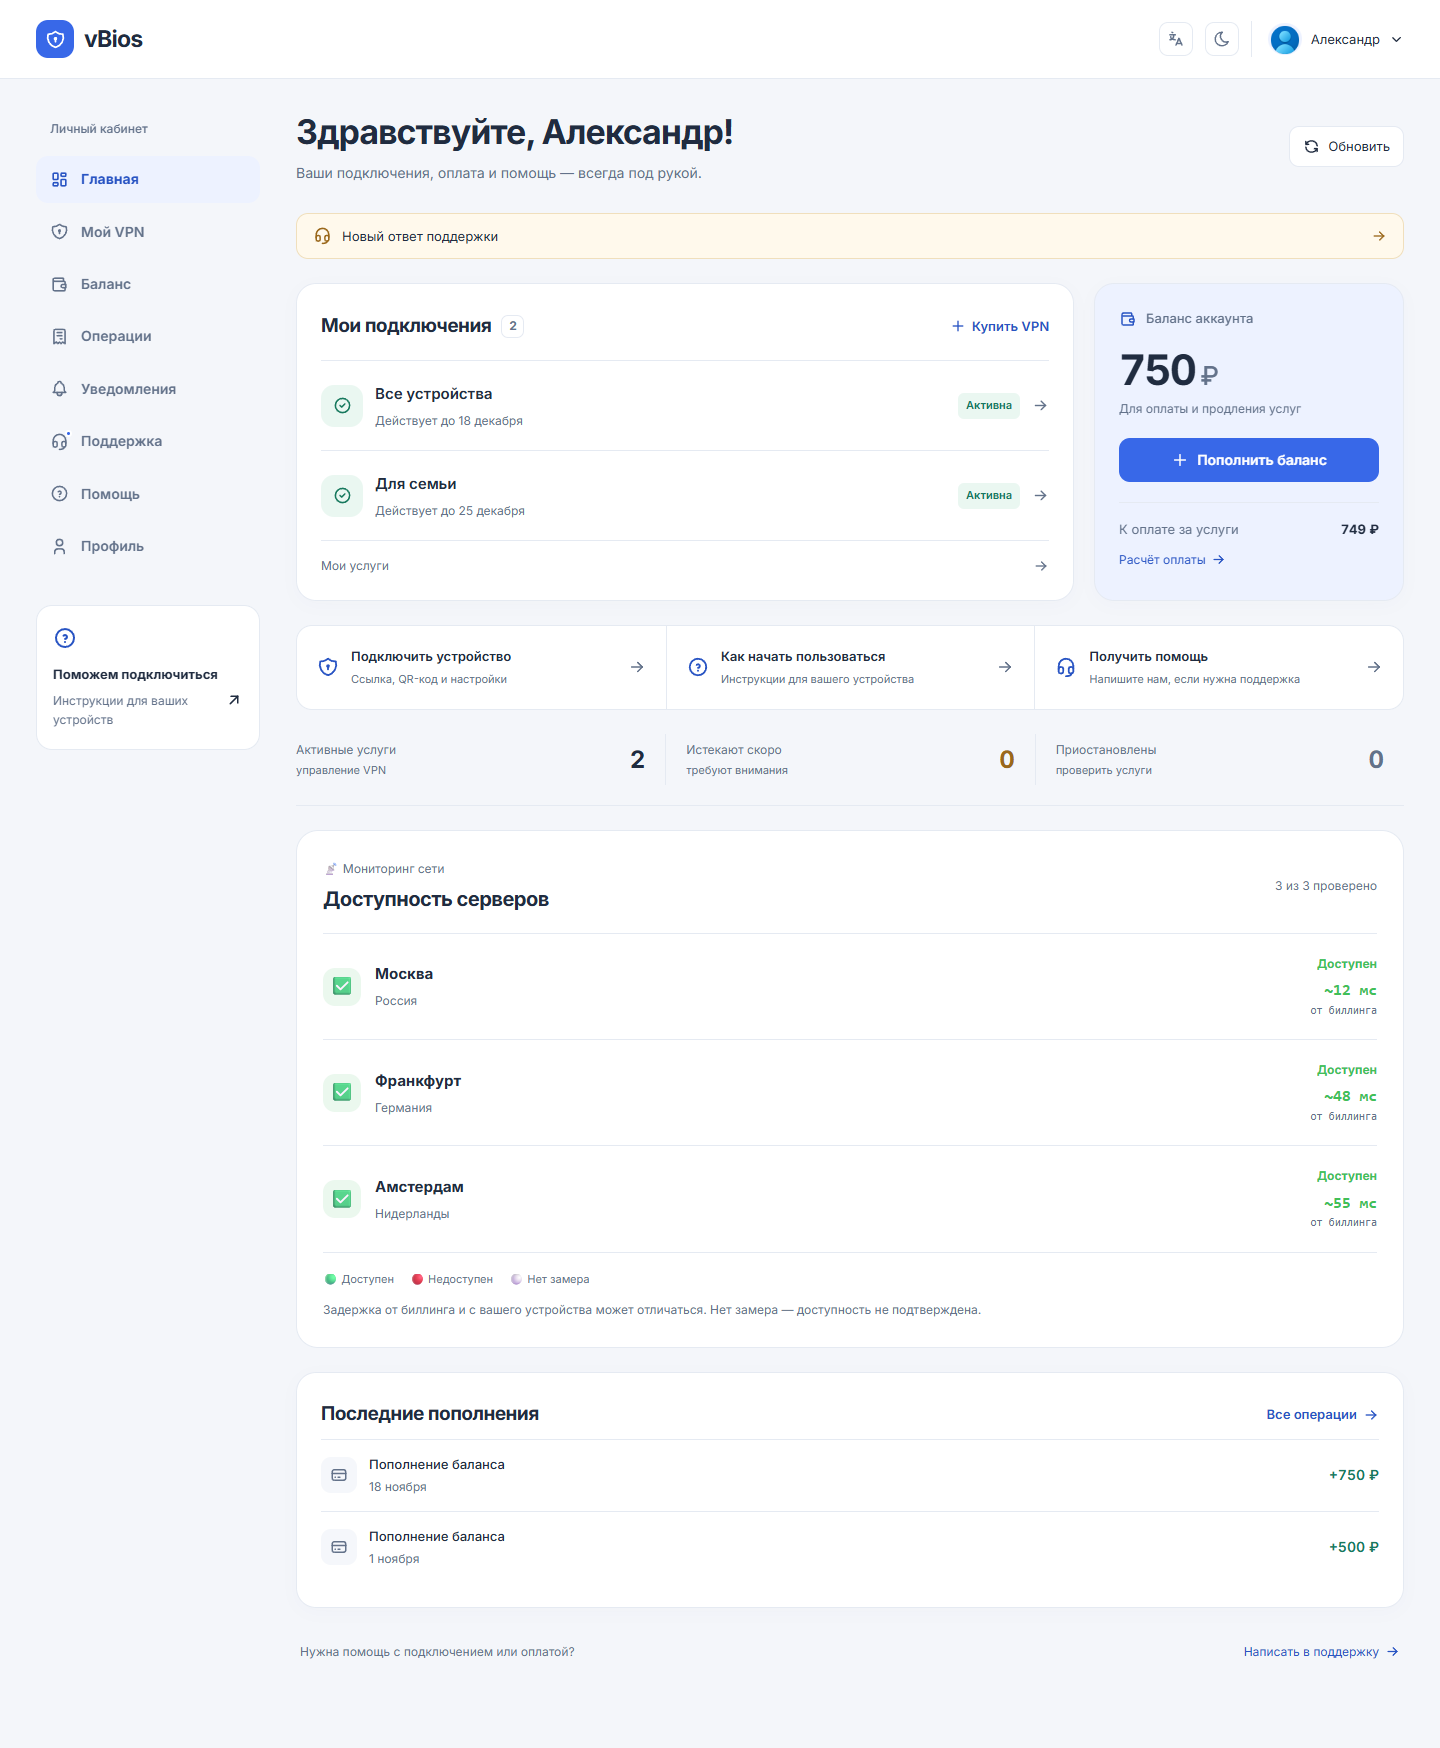 vBios
Александр
Личный кабинет
Главная
Мой VPN
Баланс
Операции
Уведомления
Поддержка
Помощь
Профиль
Поможем подключиться
Инструкции для ваших
устройств
Здравствуйте, Александр!
Ваши подключения, оплата и помощь — всегда под рукой.
Обновить
Новый ответ поддержки
Мои подключения 2
Купить VPN
Все устройства
Действует до 18 декабря
Активна
Для семьи
Действует до 25 декабря
Активна
Мои услуги
Баланс аккаунта
750 ₽
Для оплаты и продления услуг
Пополнить баланс
К оплате за услуги 749 ₽
Расчёт оплаты
Подключить устройство
Ссылка, QR-код и настройки
Как начать пользоваться
Инструкции для вашего устройства
Получить помощь
Напишите нам, если нужна поддержка
Активные услуги
управление VPN
2
Истекают скоро
требуют внимания
0
Приостановлены
проверить услуги
0
Мониторинг сети
Доступность серверов
3 из 3 проверено
Москва
Россия
Доступен
~12 мс
от биллинга
Франкфурт
Германия
Доступен
~48 мс
от биллинга
Амстердам
Нидерланды
Доступен
~55 мс
от биллинга
Доступен Недоступен Нет замера
Задержка от биллинга и с вашего устройства может отличаться. Нет замера — доступность не подтверждена.
Последние пополнения
Все операции
Пополнение баланса
18 ноября
+750 ₽
Пополнение баланса
1 ноября
+500 ₽
Нужна помощь с подключением или оплатой?
Написать в поддержку